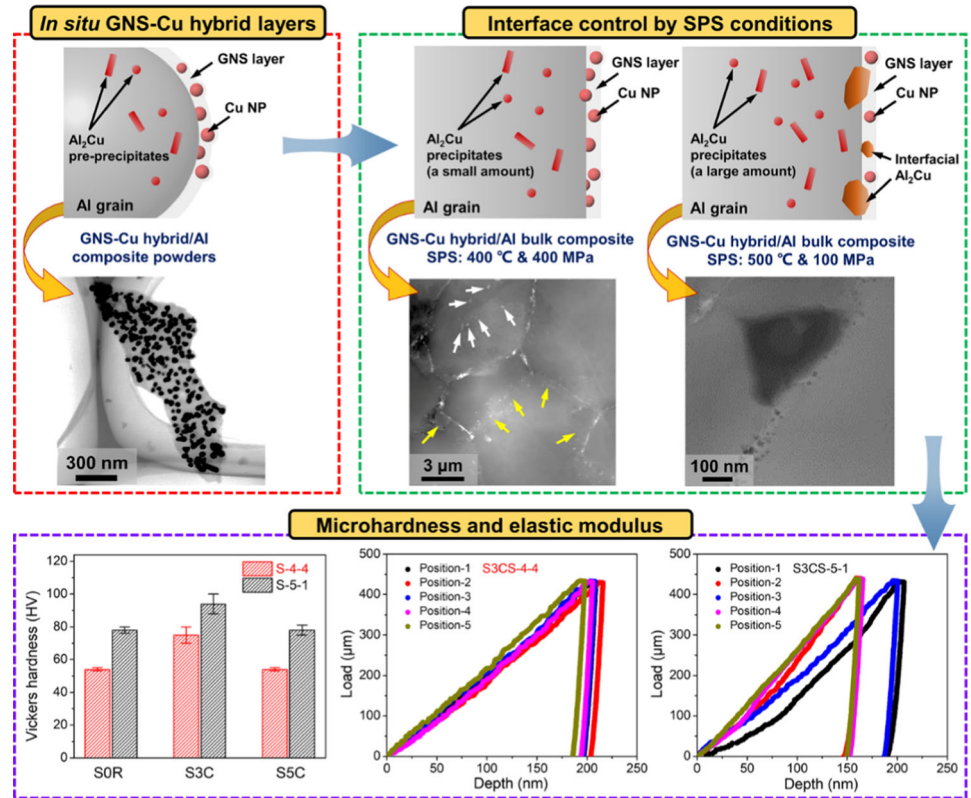 In situ GNS-Cu hybrid layers
GNS layer
Cu NP
Al₂Cu
pre-precipitates
Al grain
GNS-Cu hybrid/Al
composite powders
300 nm
Interface control by SPS conditions
GNS layer
Cu NP
Al₂Cu
precipitates
(a small amount)
Al grain
GNS-Cu hybrid/Al bulk composite
SPS: 400 ℃ & 400 MPa
3 μm
GNS layer
Cu NP
Interfacial
Al₂Cu
Al₂Cu
precipitates
(a large amount)
Al grain
GNS-Cu hybrid/Al bulk composite
SPS: 500 ℃ & 100 MPa
100 nm
Microhardness and elastic modulus
Vickers hardness (HV)
120
100
80
60
40
20
0
S-4-4
S-5-1
S0R S3C S5C
Load (μm)
500
400
300
200
100
0
Position-1 S3CS-4-4
Position-2
Position-3
Position-4
Position-5
0 50 100 150 200 250
Depth (nm)
Load (μm)
500
400
300
200
100
0
Position-1 S3CS-5-1
Position-2
Position-3
Position-4
Position-5
0 50 100 150 200 250
Depth (nm)